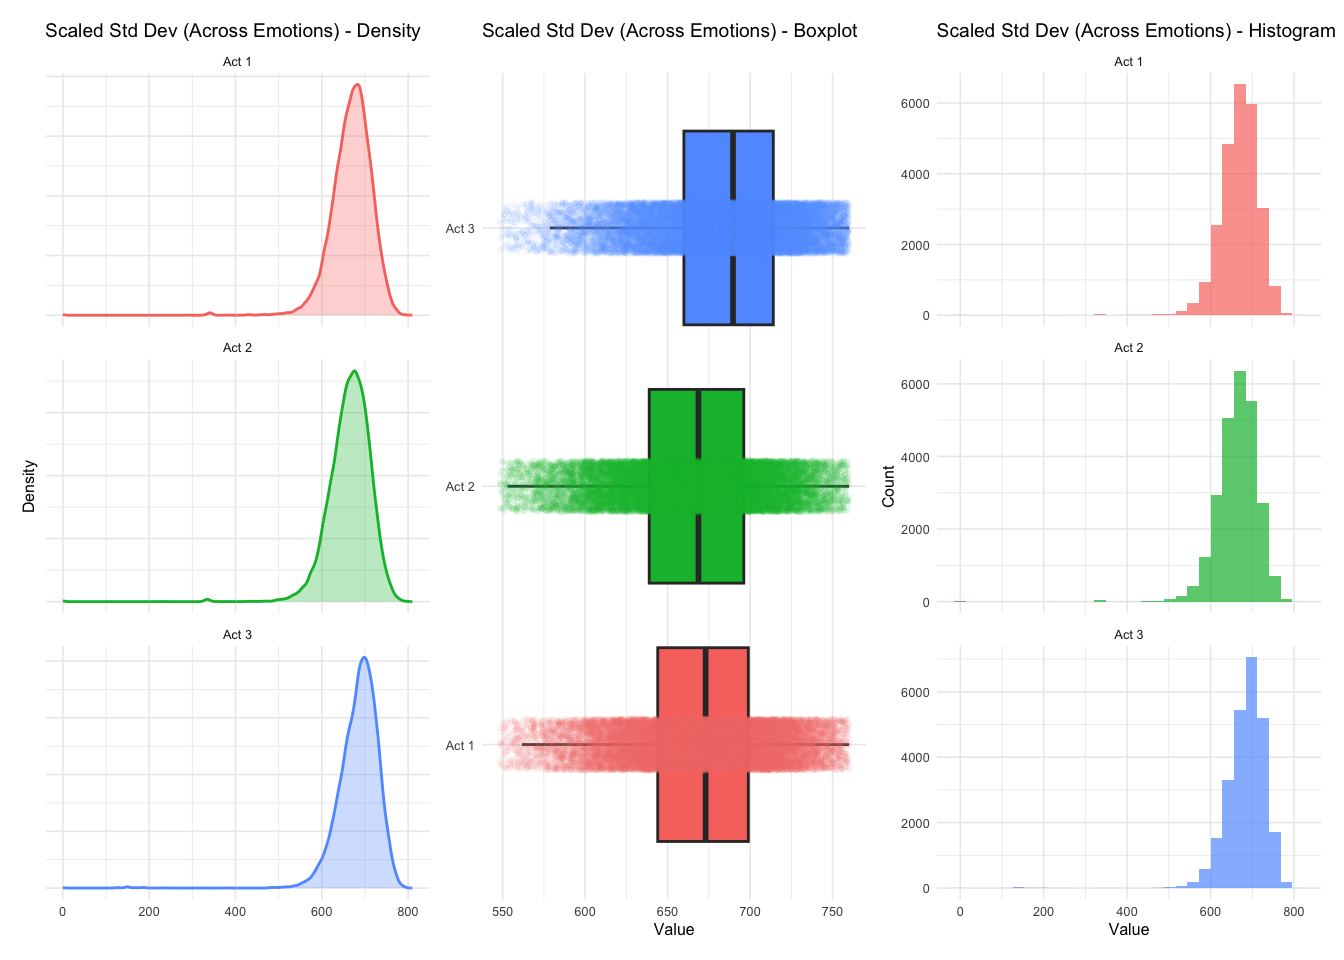 Scaled Std Dev (Across Emotions) - Density
Act 1
Act 2
Act 3
Density
0 200 400 600 800
Scaled Std Dev (Across Emotions) - Boxplot
Act 3
Act 2
Act 1
550 600 650 700 750
Value
Scaled Std Dev (Across Emotions) - Histogram
Act 1
6000
4000
2000
0
Act 2
6000
4000
2000
0
Act 3
6000
4000
2000
0
Count
0 200 400 600 800
Value